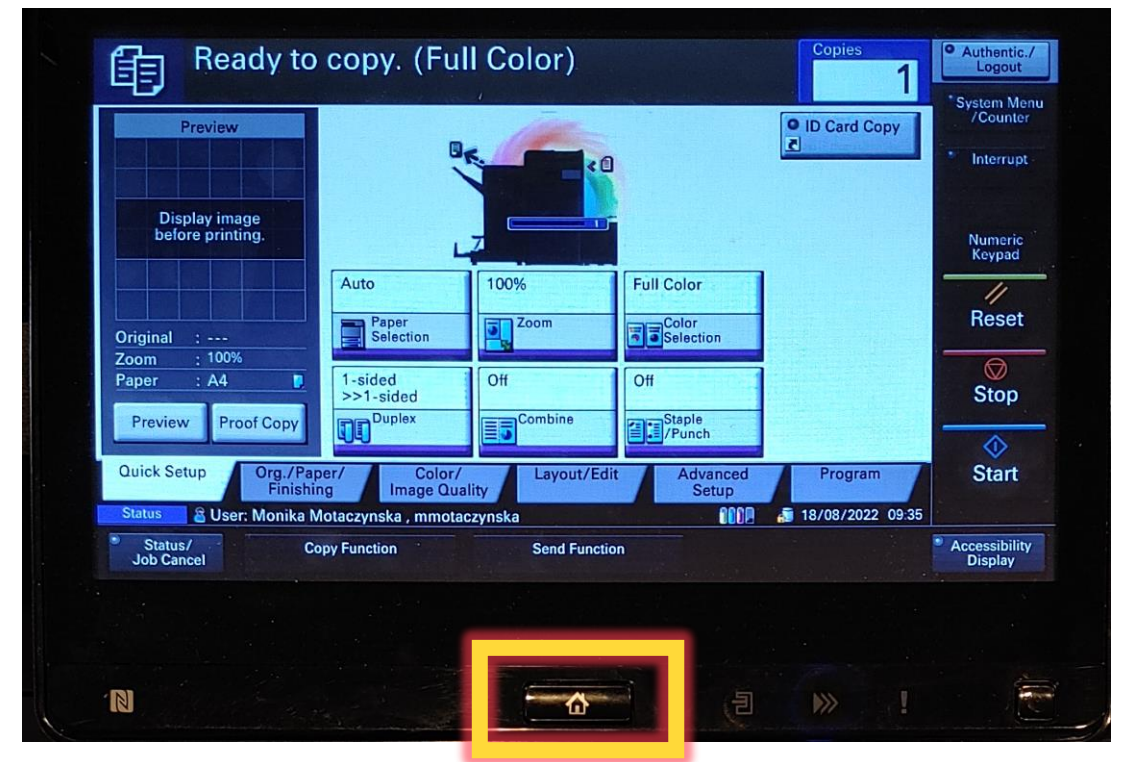 Ready to copy. (Full Color)
Copies
1
Authentic./
Logout
System Menu
/Counter
Interrupt
Numeric
Keypad
Reset
Stop
Start
Preview
Display image
before printing.
Original : ---
Zoom : 100%
Paper : A4
Preview
Proof Copy
ID Card Copy
1
Auto
Paper
Selection
100%
Zoom
Full Color
Color
Selection
1-sided
>>1-sided
Duplex
Off
Combine
Off
Staple
/Punch
Quick Setup
Org./Paper/
Finishing
Color/
Image Quality
Layout/Edit
Advanced
Setup
Program
Status
User: Monika Motaczynska , mmotaczynska
18/08/2022 09:35
Status/
Job Cancel
Copy Function
Send Function
Accessibility
Display